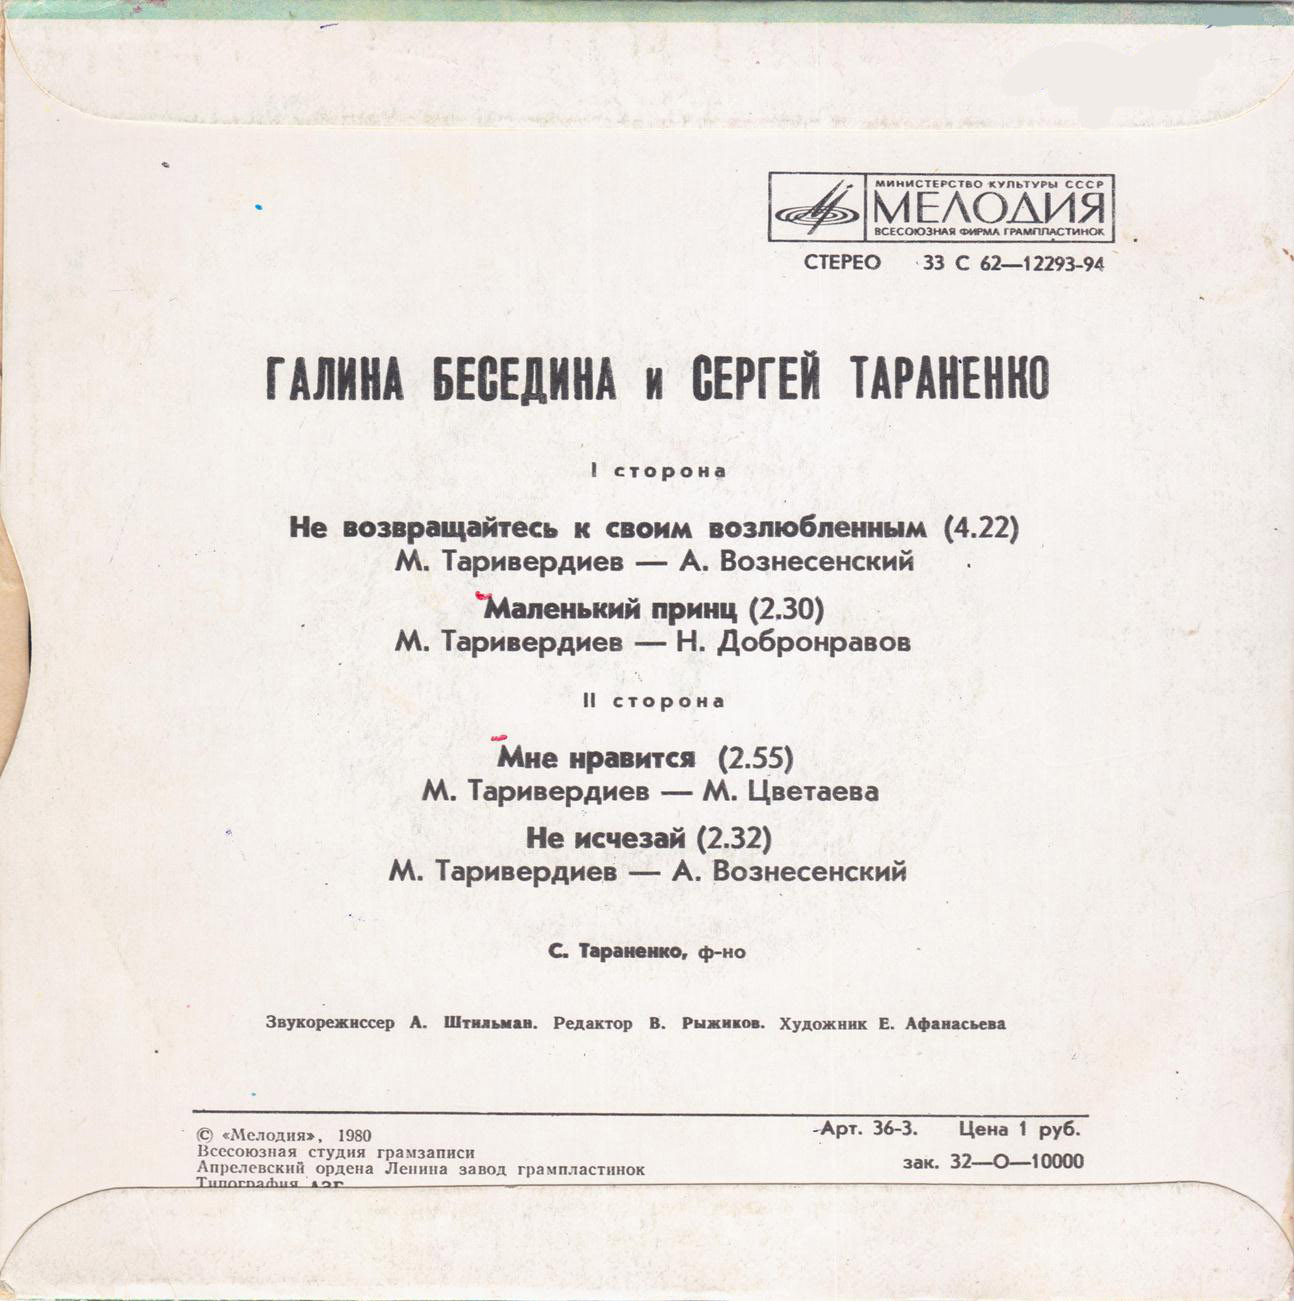 МИНИСТЕРСТВО КУЛЬТУРЫ СССР
МЕЛОДИЯ
ВСЕСОЮЗНАЯ ФИРМА ГРАМПЛАСТИНОК
СТЕРЕО 33 С 62—12293-94
ГАЛИНА БЕСЕДИНА и СЕРГЕЙ ТАРАНЕНКО
I сторона
Не возвращайтесь к своим возлюбленным (4.22)
М. Таривердиев — А. Вознесенский
Маленький принц (2.30)
М. Таривердиев — Н. Добронравов
II сторона
Мне нравится (2.55)
М. Таривердиев — М. Цветаева
Не исчезай (2.32)
М. Таривердиев — А. Вознесенский
С. Тараненко, ф-но
Звукорежиссер А. Штильман. Редактор В. Рыжиков. Художник Е. Афанасьева
© «Мелодия», 1980
Всесоюзная студия грамзаписи
Апрелевский ордена Ленина завод грампластинок
Типография АЗГ
Арт. 36-3. Цена 1 руб.
зак. 32—О—10000